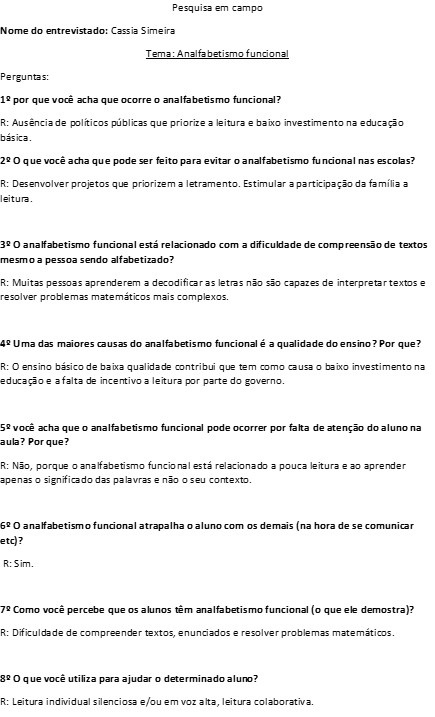 Pesquisa em campo
Nome do entrevistado: Cassia Simeira
Tema: Analfabetismo funcional
Perguntas:
1º por que você acha que ocorre o analfabetismo funcional?
R: Ausência de políticos públicas que priorize a leitura e baixo investimento na educação
básica.
2º O que você acha que pode ser feito para evitar o analfabetismo funcional nas escolas?
R: Desenvolver projetos que priorizem a letramento. Estimular a participação da família a
leitura.
3º O analfabetismo funcional está relacionado com a dificuldade de compreensão de textos
mesmo a pessoa sendo alfabetizado?
R: Muitas pessoas aprenderem a decodificar as letras não são capazes de interpretar textos e
resolver problemas matemáticos mais complexos.
4º Uma das maiores causas do analfabetismo funcional é a qualidade do ensino? Por que?
R: O ensino básico de baixa qualidade contribui que tem como causa o baixo investimento na
educação e a falta de incentivo a leitura por parte do governo.
5º você acha que o analfabetismo funcional pode ocorrer por falta de atenção do aluno na
aula? Por que?
R: Não, porque o analfabetismo funcional está relacionado a pouca leitura e ao aprender
apenas o significado das palavras e não o seu contexto.
6º O analfabetismo funcional atrapalha o aluno com os demais (na hora de se comunicar
etc)?
R: Sim.
7º Como você percebe que os alunos têm analfabetismo funcional (o que ele demostra)?
R: Dificuldade de compreender textos, enunciados e resolver problemas matemáticos.
8º O que você utiliza para ajudar o determinado aluno?
R: Leitura individual silenciosa e/ou em voz alta, leitura colaborativa.